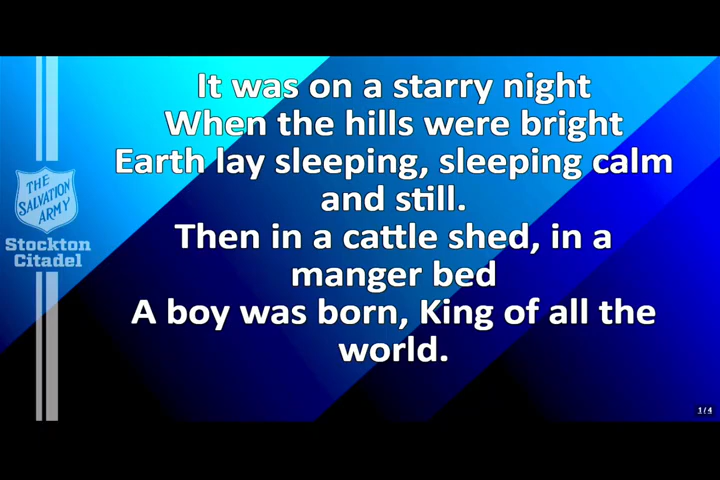 It was on a starry night
When the hills were bright
Earth lay sleeping, sleeping calm
and still.
Then in a cattle shed, in a
manger bed
A boy was born, King of all the
world.
THE
SALVATION
ARMY
Stockton
Citadel
1/4